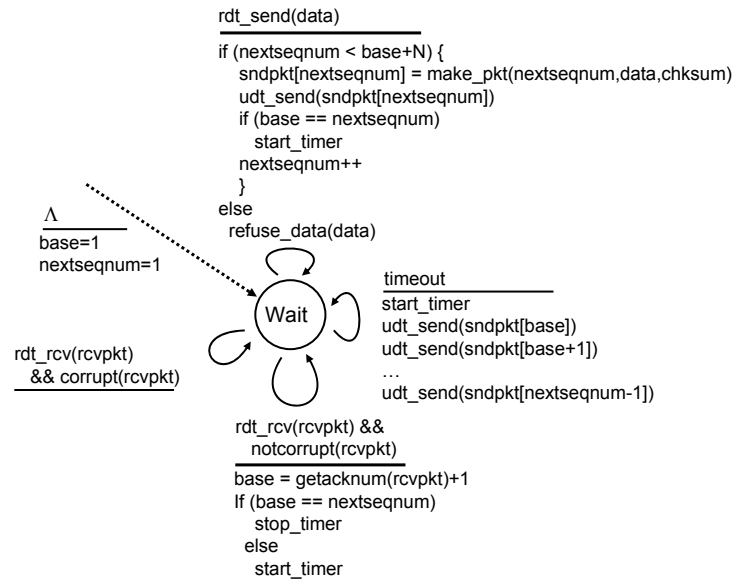 rdt_send(data)
if (nextseqnum < base+N) {
sndpkt[nextseqnum] = make_pkt(nextseqnum,data,chksum)
udt_send(sndpkt[nextseqnum])
if (base == nextseqnum)
start_timer
nextseqnum++
}
else
refuse_data(data)
Λ
base=1
nextseqnum=1
Wait
timeout
start_timer
udt_send(sndpkt[base])
udt_send(sndpkt[base+1])
…
udt_send(sndpkt[nextseqnum-1])
rdt_rcv(rcvpkt)
&& corrupt(rcvpkt)
rdt_rcv(rcvpkt) &&
notcorrupt(rcvpkt)
base = getacknum(rcvpkt)+1
If (base == nextseqnum)
stop_timer
else
start_timer